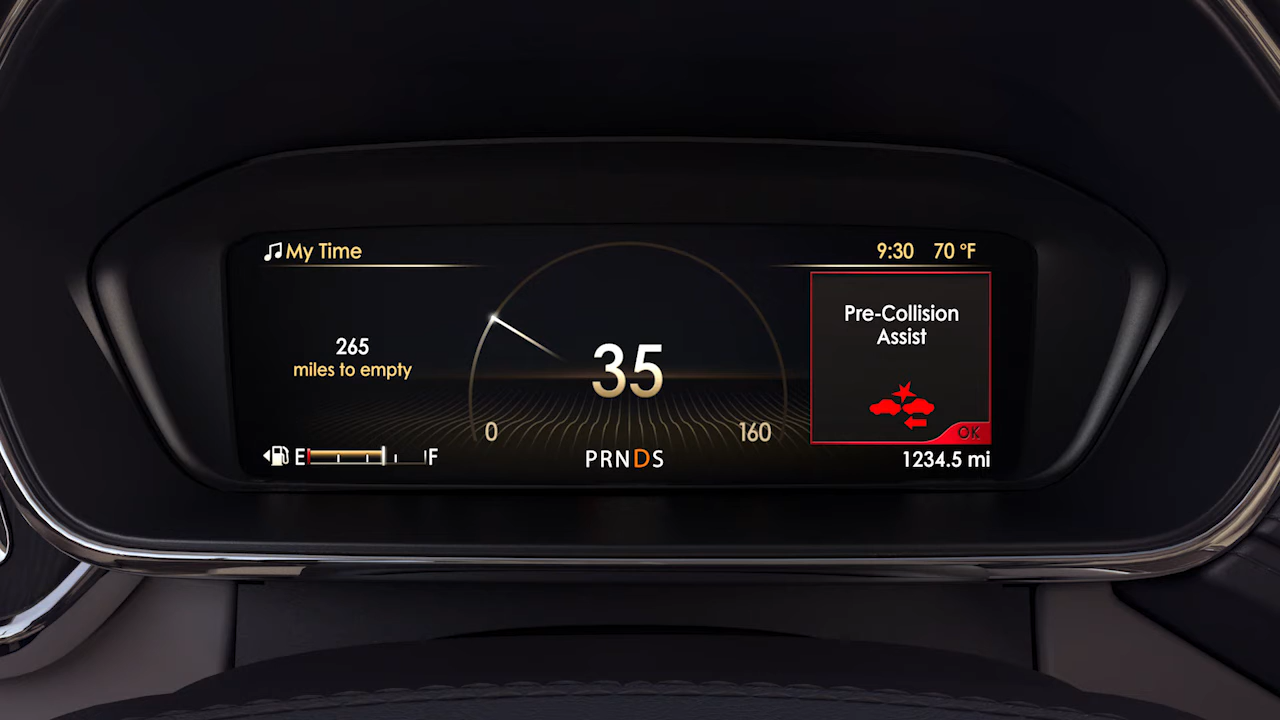 My Time
9:30 70 °F
Pre-Collision
Assist
265
miles to empty
35
0
160
OK
E F
PRNDS
1234.5 mi